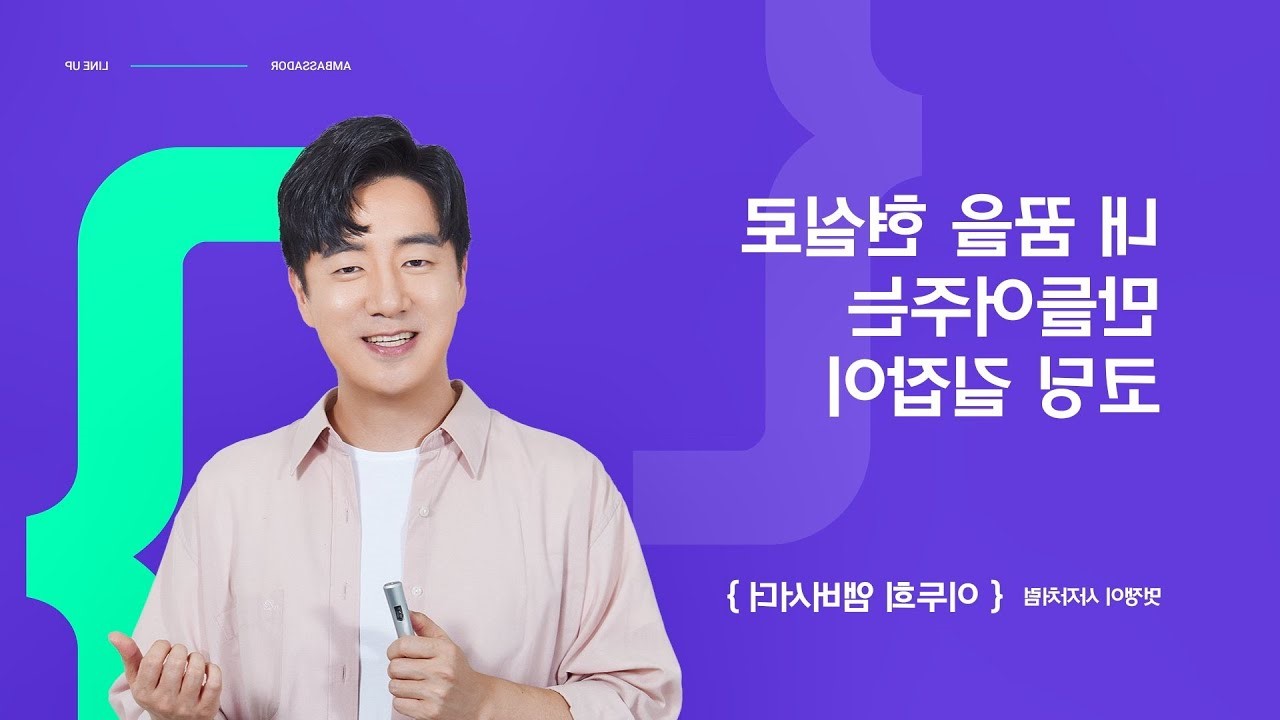 LINE UP
AMBASSADOR
내 꿈을 현실로
만들어주는
코딩 길잡이
멋쟁이 사자처럼 { 이두희 앰버서더 }